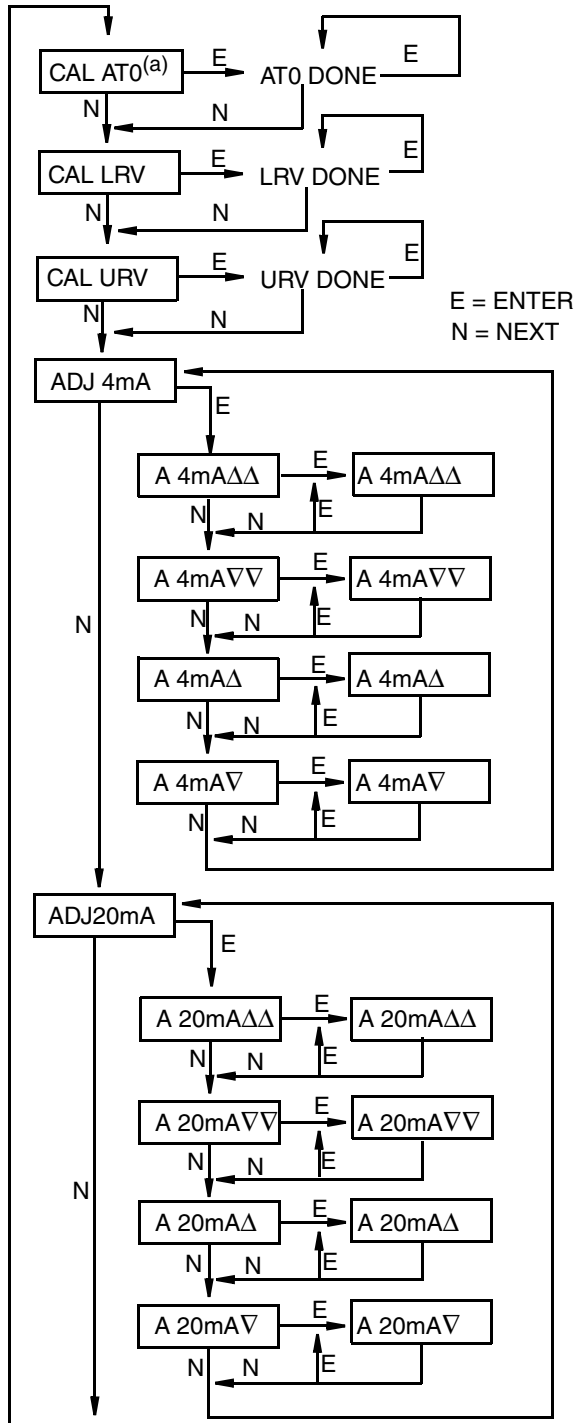 E
E
CAL AT0(a)
AT0 DONE
N
N
E
E
CAL LRV
LRV DONE
N
N
E
E
CAL URV
URV DONE
N
N
E = ENTER
N = NEXT
ADJ 4mA
E
E
A 4mAΔΔ
A 4mAΔΔ
N
N
E
E
A 4mA∇∇
A 4mA∇∇
N
N
E
N
E
A 4mAΔ
A 4mAΔ
N
N
E
E
A 4mA∇
A 4mA∇
N
N
E
ADJ20mA
E
E
A 20mAΔΔ
A 20mAΔΔ
N
N
E
E
A 20mA∇∇
A 20mA∇∇
N
N
E
N
E
A 20mAΔ
A 20mAΔ
N
N
E
E
A 20mA∇
A 20mA∇
N
N
E